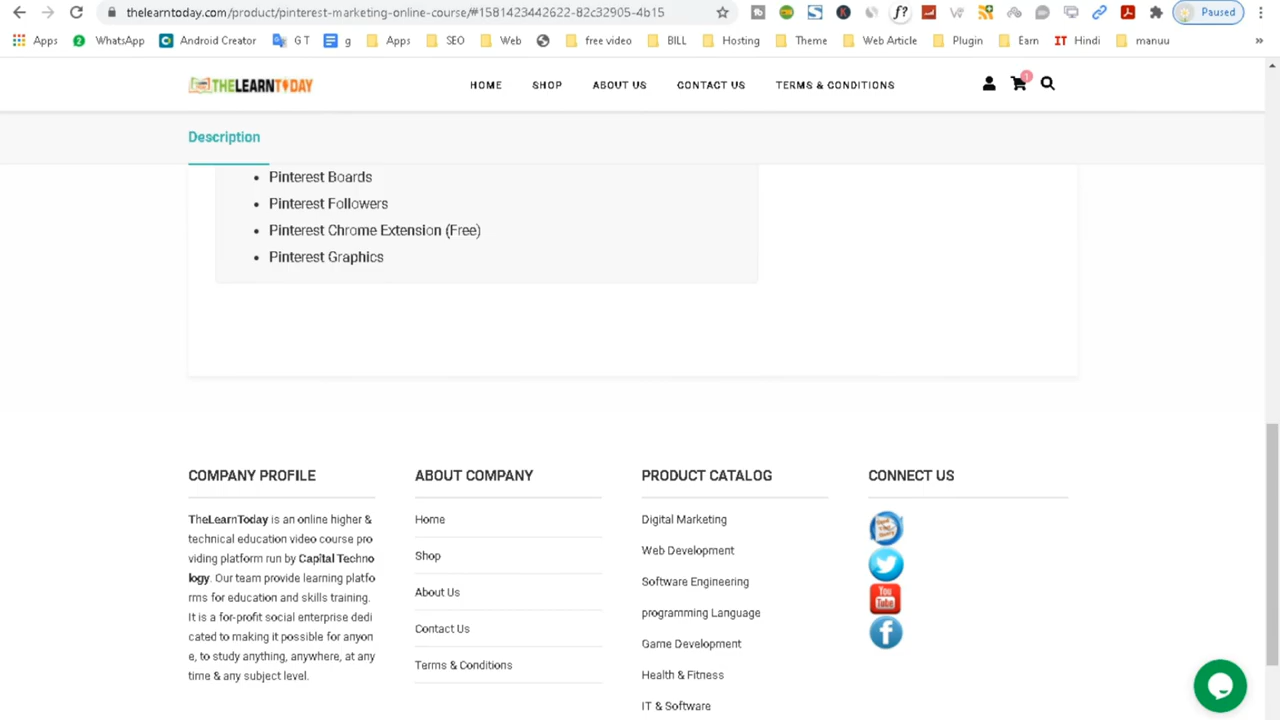 thelearntoday.com/product/pinterest-marketing-online-course/#1581423442622-82c32905-4b15
Paused
Apps WhatsApp Android Creator G T g Apps SEO Web free video BILL Hosting Theme Web Article Plugin Earn IT Hindi manuu »
THELEARNTODAY
HOME SHOP ABOUT US CONTACT US TERMS & CONDITIONS
1
Description
• Pinterest Boards
• Pinterest Followers
• Pinterest Chrome Extension (Free)
• Pinterest Graphics
COMPANY PROFILE
TheLearnToday is an online higher &
technical education video course pro
viding platform run by Capital Techno
logy. Our team provide learning platfo
rms for education and skills training.
It is a for-profit social enterprise dedi
cated to making it possible for anyon
e, to study anything, anywhere, at any
time & any subject level.
ABOUT COMPANY
Home
Shop
About Us
Contact Us
Terms & Conditions
PRODUCT CATALOG
Digital Marketing
Web Development
Software Engineering
programming Language
Game Development
Health & Fitness
IT & Software
CONNECT US
You
Tube